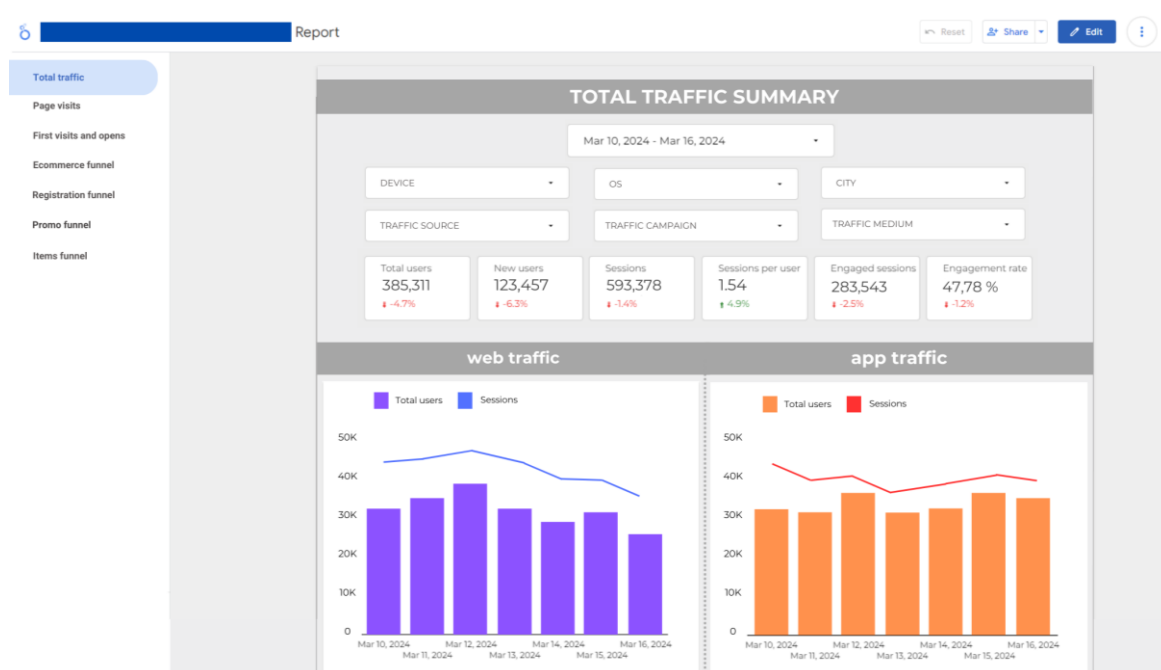 Report
Reset
Share
Edit
Total traffic
Page visits
First visits and opens
Ecommerce funnel
Registration funnel
Promo funnel
Items funnel
TOTAL TRAFFIC SUMMARY
Mar 10, 2024 - Mar 16, 2024
DEVICE
OS
CITY
TRAFFIC SOURCE
TRAFFIC CAMPAIGN
TRAFFIC MEDIUM
Total users
385,311
-4.7%
New users
123,457
-6.3%
Sessions
593,378
-1.4%
Sessions per user
1.54
4.9%
Engaged sessions
283,543
-2.5%
Engagement rate
47,78 %
-1.2%
web traffic
Total users
Sessions
50K
40K
30K
20K
10K
0
Mar 10, 2024
Mar 11, 2024
Mar 12, 2024
Mar 13, 2024
Mar 14, 2024
Mar 15, 2024
Mar 16, 2024
app traffic
Total users
Sessions
50K
40K
30K
20K
10K
0
Mar 10, 2024
Mar 11, 2024
Mar 12, 2024
Mar 13, 2024
Mar 14, 2024
Mar 15, 2024
Mar 16, 2024